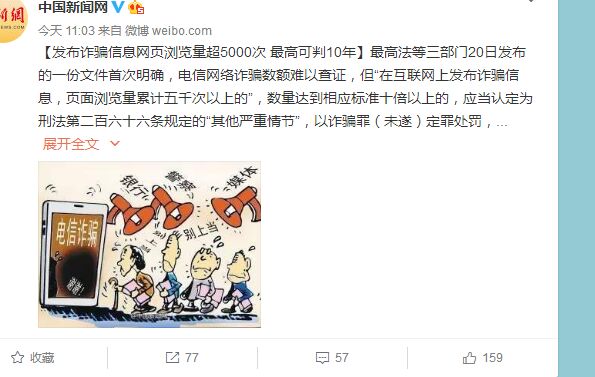 新網
NEWS.COM
中国新闻网 V
今天 11:03 来自 微博 weibo.com
【发布诈骗信息网页浏览量超5000次 最高可判10年】最高法等三部门20日发布
的一份文件首次明确，电信网络诈骗数额难以查证，但“在互联网上发布诈骗信
息，页面浏览量累计五千次以上的”，数量达到相应标准十倍以上的，应当认定为
刑法第二百六十六条规定的“其他严重情节”，以诈骗罪（未遂）定罪处罚，...
展开全文
银行 警察 媒体
电信诈骗
别上当
收藏
77
57
159